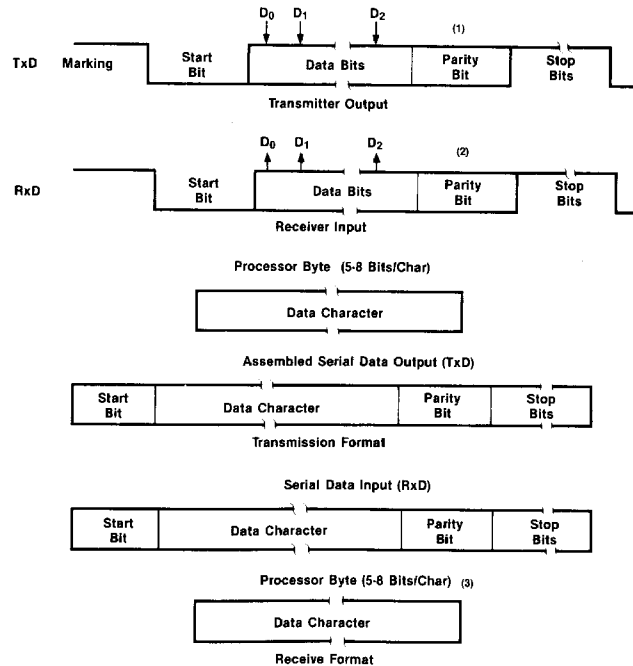 D0 D1 D2
(1)
TxD Marking Start Bit Data Bits Parity Bit Stop Bits
Transmitter Output
D0 D1 D2
(2)
RxD Start Bit Data Bits Parity Bit Stop Bits
Receiver Input
Processor Byte (5-8 Bits/Char)
Data Character
Assembled Serial Data Output (TxD)
Start Bit Data Character Parity Bit Stop Bits
Transmission Format
Serial Data Input (RxD)
Start Bit Data Character Parity Bit Stop Bits
Processor Byte (5-8 Bits/Char) (3)
Data Character
Receive Format